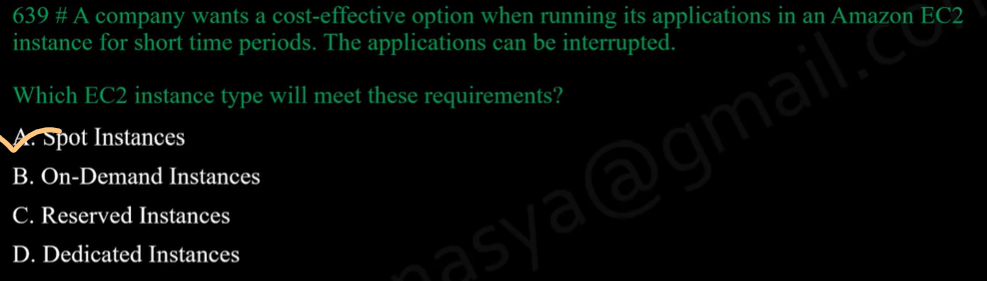 639 # A company wants a cost-effective option when running its applications in an Amazon EC2
instance for short time periods. The applications can be interrupted.
Which EC2 instance type will meet these requirements?
A. Spot Instances
B. On-Demand Instances
C. Reserved Instances
D. Dedicated Instances